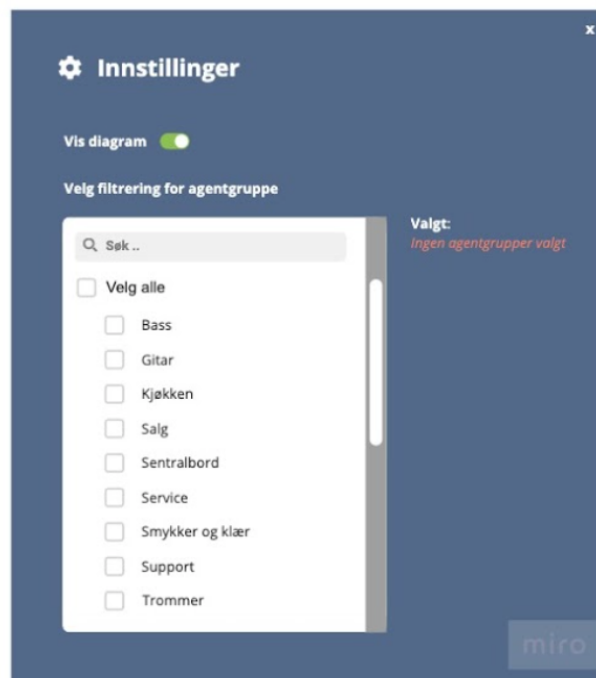 x
Innstillinger
Vis diagram
Velg filtrering for agentgruppe
Søk ..
Velg alle
Bass
Gitar
Kjøkken
Salg
Sentralbord
Service
Smykker og klær
Support
Trommer
Valgt:
Ingen agentgrupper valgt
miro